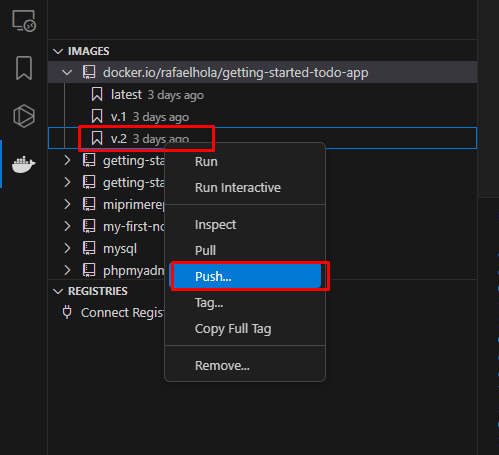 IMAGES
docker.io/rafaelhola/getting-started-todo-app
latest 3 days ago
v.1 3 days ago
v.2 3 days ago
getting-sta
getting-sta
miprimerep
my-first-no
mysql
phpmyadm
REGISTRIES
Connect Regis
Run
Run Interactive
Inspect
Pull
Push...
Tag...
Copy Full Tag
Remove...